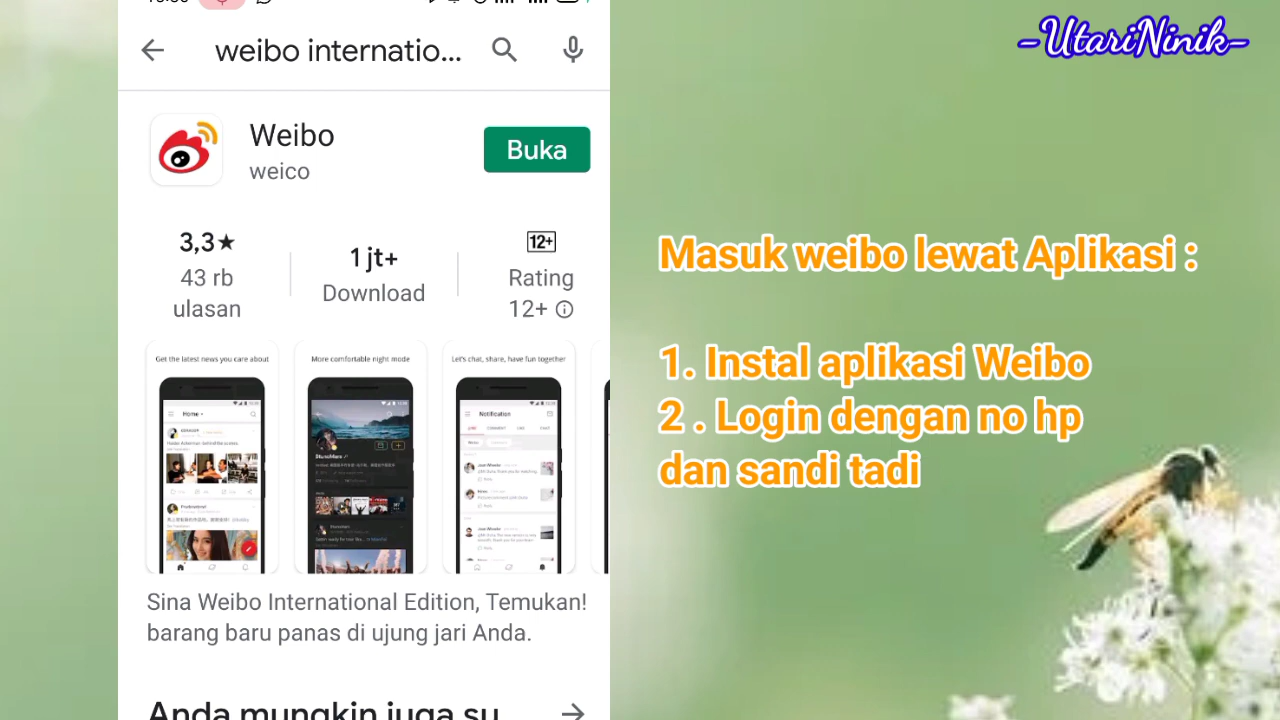 weibo internatio...
-UtariNinik-
Weibo
weico
Buka
3,3★
43 rb
ulasan
1 jt+
Download
12+
Rating
12+
Get the latest news you care about
More comfortable night mode
Let's chat, share, have fun together
Home
Notification
Sina Weibo International Edition, Temukan!
barang baru panas di ujung jari Anda.
Anda mungkin juga su
Masuk weibo lewat Aplikasi :
1. Instal aplikasi Weibo
2 . Login dengan no hp
dan sandi tadi